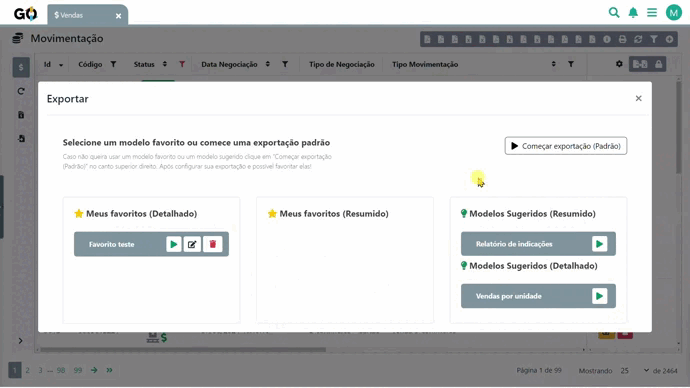 GO
$ Vendas
M
Movimentação
Id
Código
Status
Data Negociação
Tipo de Negociação
Tipo Movimentação
Exportar
Selecione um modelo favorito ou comece uma exportação padrão
Caso não queira usar um modelo favorito ou um modelo sugerido clique em "Começar exportação
(Padrão)" no canto superior direito. Após configurar sua exportação é possível favoritar ela!
Começar exportação (Padrão)
Meus favoritos (Detalhado)
Favorito teste
Meus favoritos (Resumido)
Modelos Sugeridos (Resumido)
Relatório de indicações
Modelos Sugeridos (Detalhado)
Vendas por unidade
1 2 3 ... 98 99
Página 1 de 99
Mostrando 25 de 2464